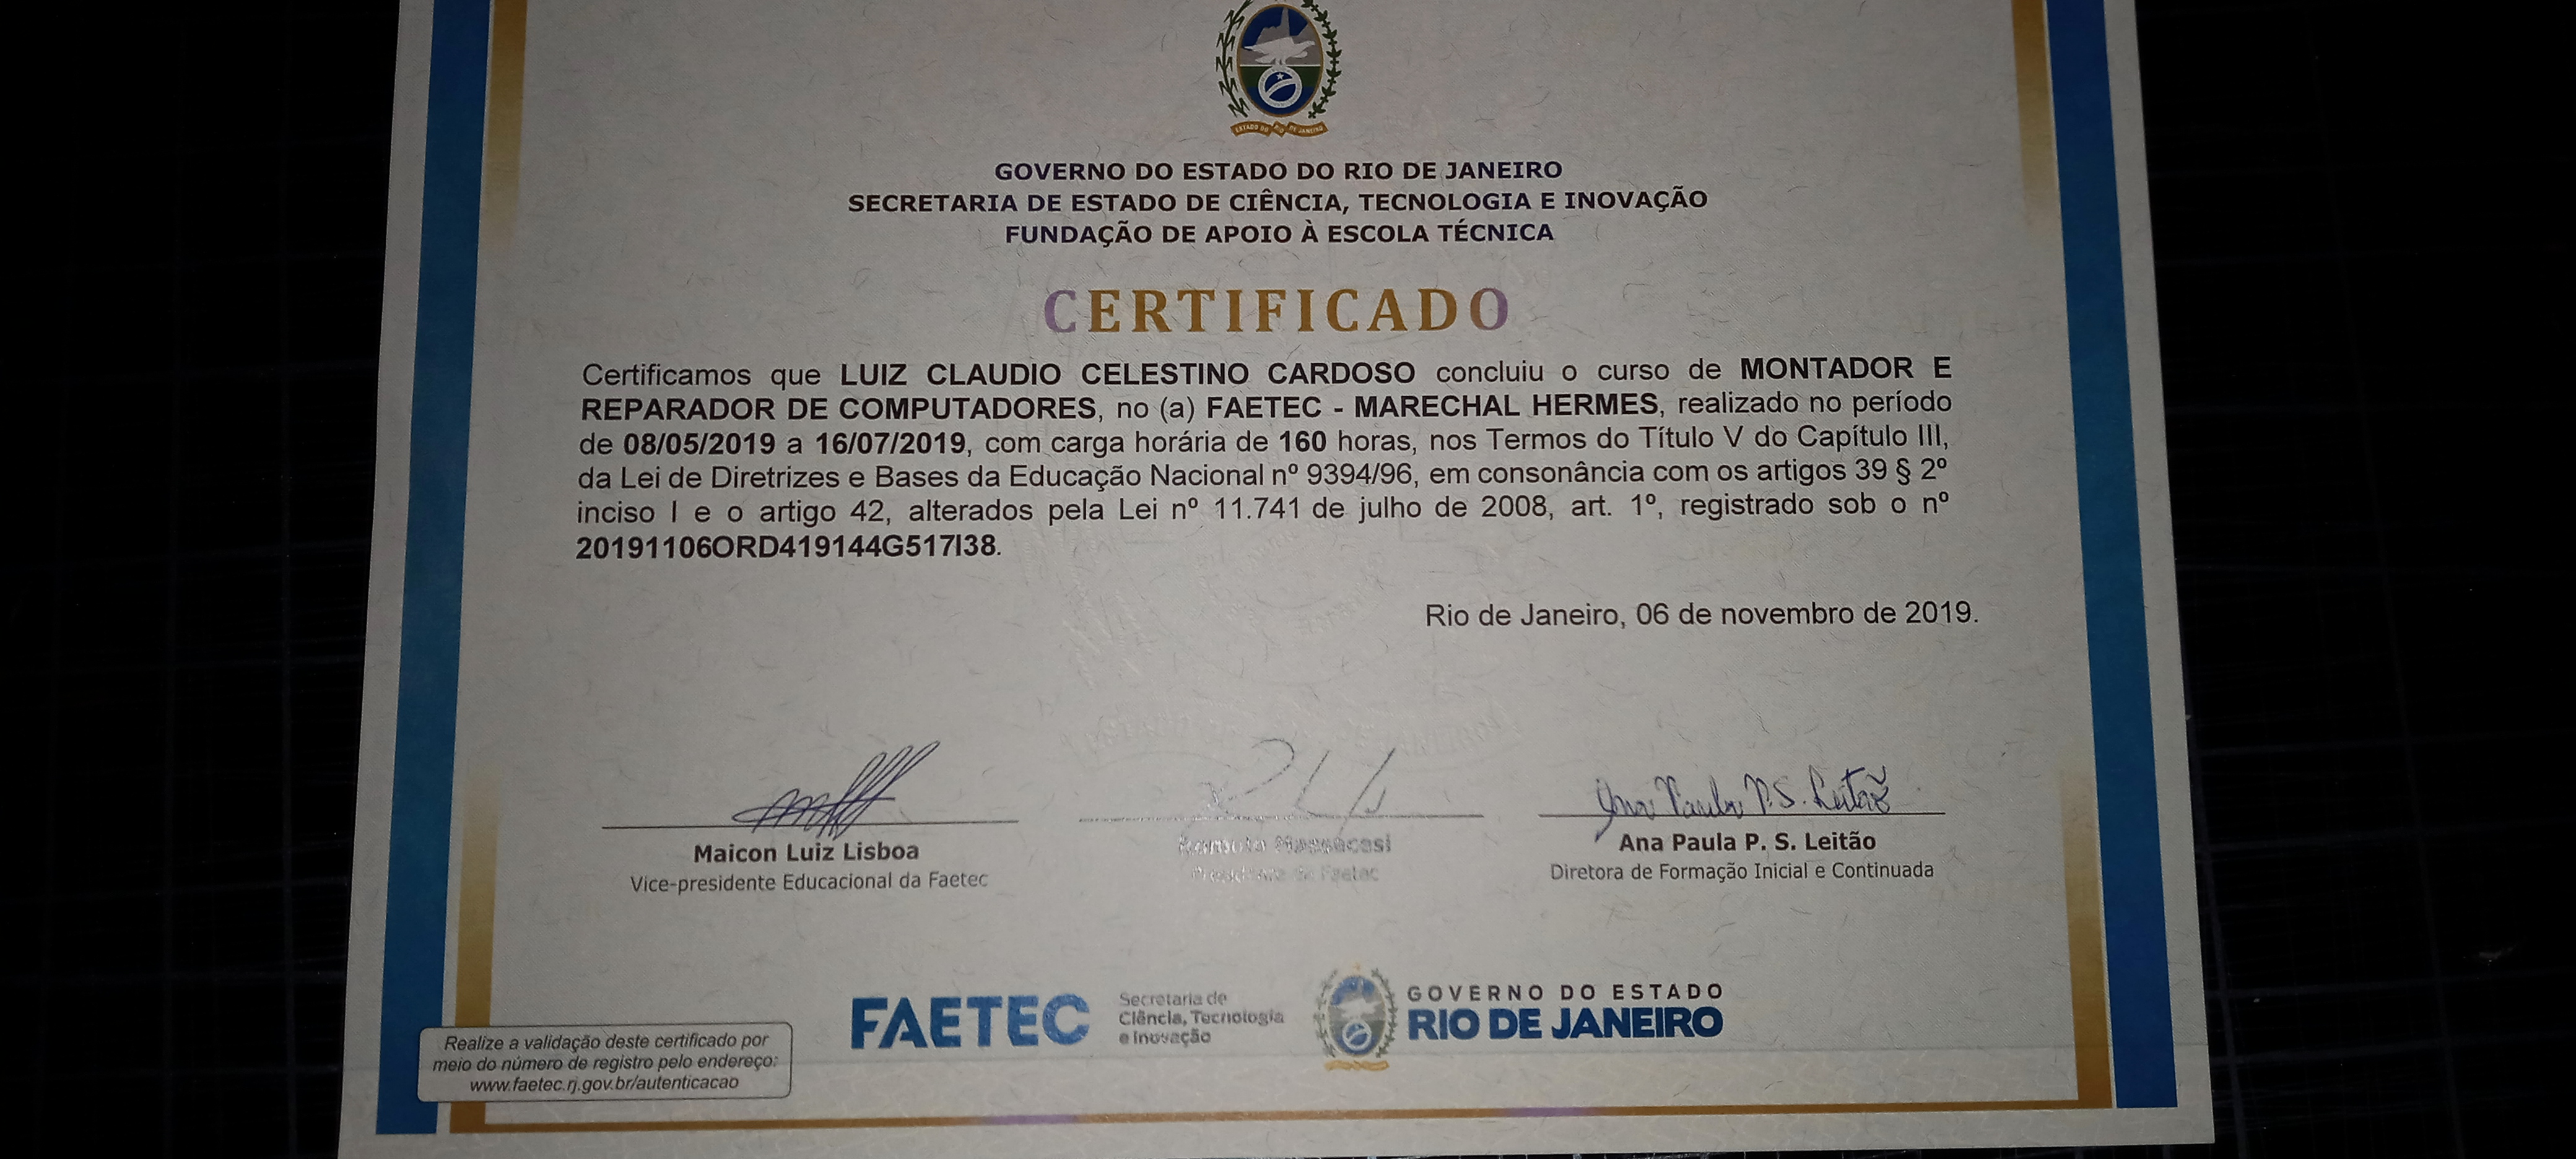 ESTADO DO RIO DE JANEIRO
GOVERNO DO ESTADO DO RIO DE JANEIRO
SECRETARIA DE ESTADO DE CIÊNCIA, TECNOLOGIA E INOVAÇÃO
FUNDAÇÃO DE APOIO À ESCOLA TÉCNICA
CERTIFICADO
Certificamos que LUIZ CLAUDIO CELESTINO CARDOSO concluiu o curso de MONTADOR E
REPARADOR DE COMPUTADORES, no (a) FAETEC - MARECHAL HERMES, realizado no período
de 08/05/2019 a 16/07/2019, com carga horária de 160 horas, nos Termos do Título V do Capítulo III,
da Lei de Diretrizes e Bases da Educação Nacional nº 9394/96, em consonância com os artigos 39 § 2º
inciso I e o artigo 42, alterados pela Lei nº 11.741 de julho de 2008, art. 1º, registrado sob o nº
20191106ORD419144G517I38.
Rio de Janeiro, 06 de novembro de 2019.
Ana Paula P. S. Leitão
Maicon Luiz Lisboa
Vice-presidente Educacional da Faetec
Romulo Massacesi
Presidente da Faetec
Ana Paula P. S. Leitão
Diretora de Formação Inicial e Continuada
FAETEC
Secretaria de
Ciência, Tecnologia
e Inovação
GOVERNO DO ESTADO
RIO DE JANEIRO
Realize a validação deste certificado por
meio do número de registro pelo endereço:
www.faetec.rj.gov.br/autenticacao